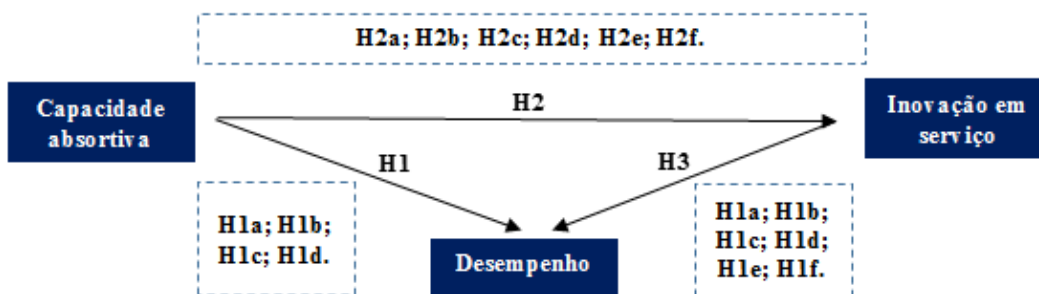 H2a; H2b; H2c; H2d; H2e; H2f.
Capacidade
absortiva
H2
Inovação em
serviço
H1
H3
H1a; H1b;
H1c; H1d.
Desempenho
H1a; H1b;
H1c; H1d;
H1e; H1f.